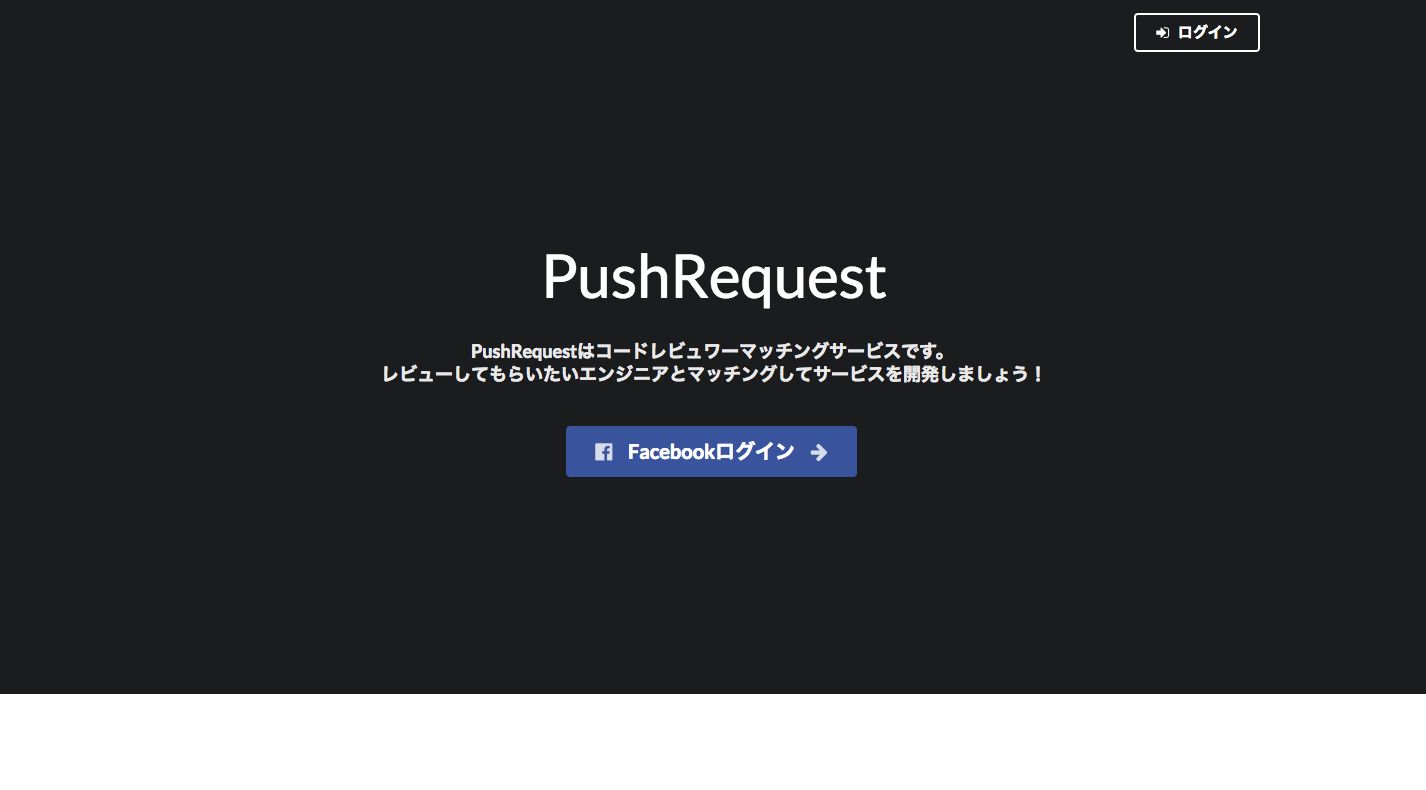 ログイン
PushRequest
PushRequestはコードレビュワーマッチングサービスです。
レビューしてもらいたいエンジニアとマッチングしてサービスを開発しましょう！
Facebookログイン